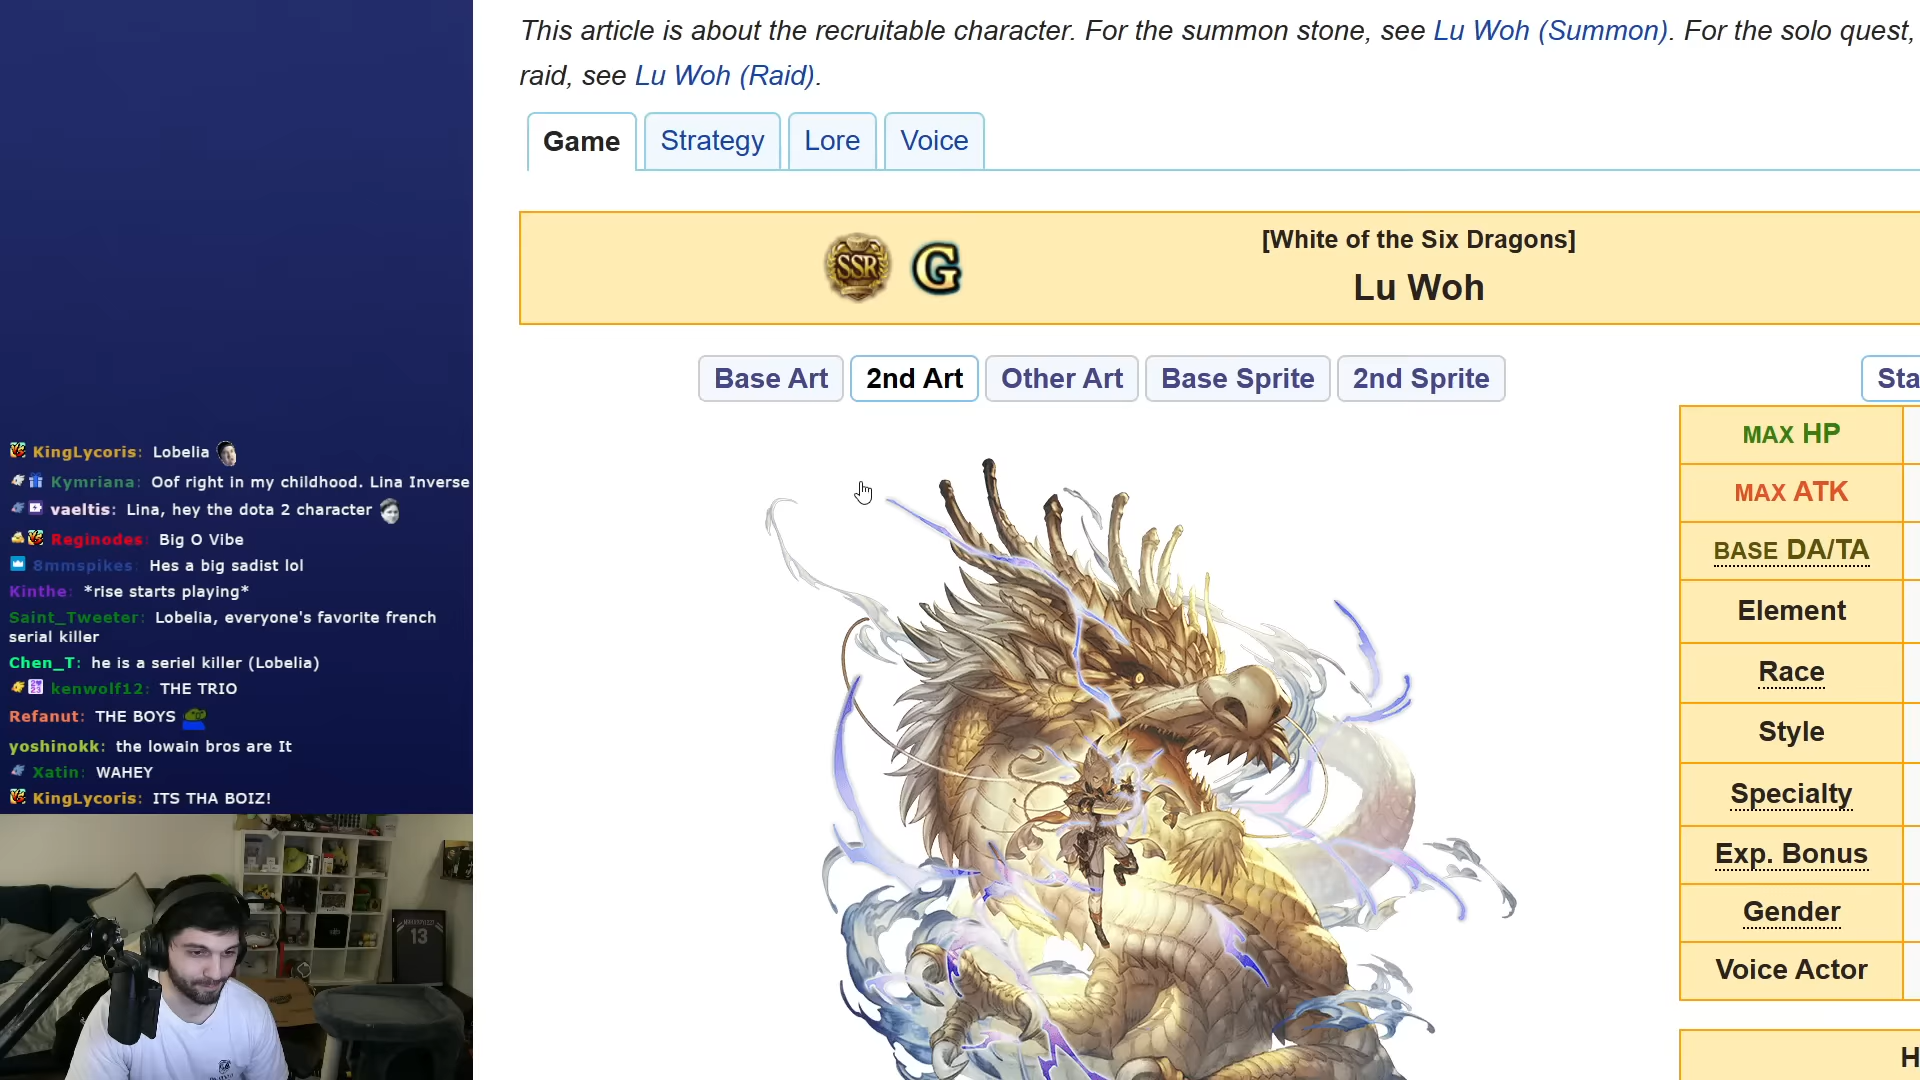 This article is about the recruitable character. For the summon stone, see Lu Woh (Summon). For the solo quest,
raid, see Lu Woh (Raid).
Game
Strategy
Lore
Voice
SSR
G
[White of the Six Dragons]
Lu Woh
Base Art
2nd Art
Other Art
Base Sprite
2nd Sprite
Sta
MAX HP
MAX ATK
BASE DA/TA
Element
Race
Style
Specialty
Exp. Bonus
Gender
Voice Actor
H
KingLycoris: Lobelia
Kymriana: Oof right in my childhood. Lina Inverse
vaeltis: Lina, hey the dota 2 character
Reginodes: Big O Vibe
8mmspikes: Hes a big sadist lol
Kinthe: *rise starts playing*
Saint_Tweeter: Lobelia, everyone's favorite french
serial killer
Chen_T: he is a seriel killer (Lobelia)
kenwolf12: THE TRIO
Refanut: THE BOYS
yoshinokk: the lowain bros are It
Xatin: WAHEY
KingLycoris: ITS THA BOIZ!
13